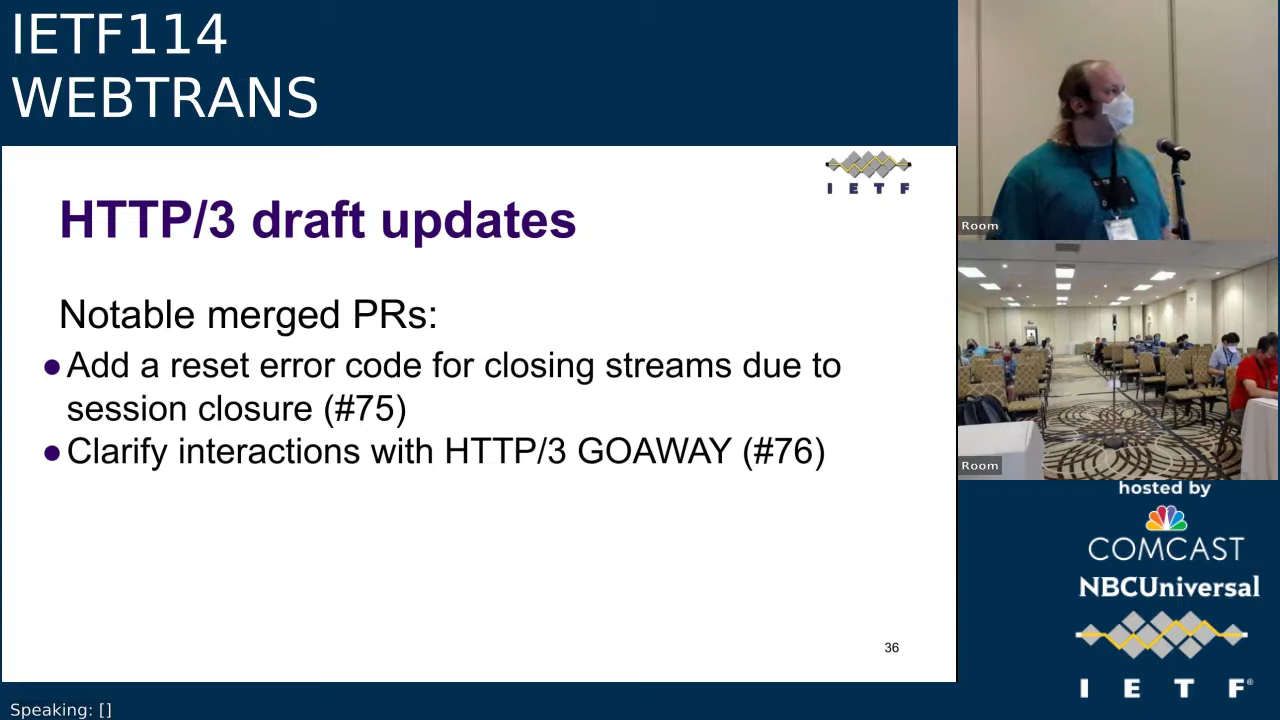 IETF114
WEBTRANS
I E T F
HTTP/3 draft updates
Notable merged PRs:
●Add a reset error code for closing streams due to
session closure (#75)
●Clarify interactions with HTTP/3 GOAWAY (#76)
36
Room
Room
hosted by
COMCAST
NBCUniversal
I E T F®
Speaking: []